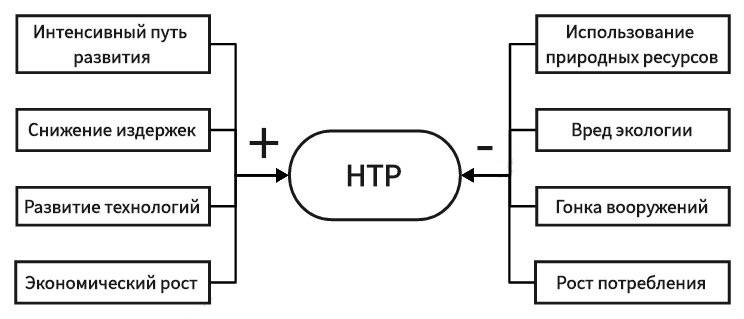 Интенсивный путь
развития
Снижение издержек
Развитие технологий
Экономический рост
+
НТР
-
Использование
природных ресурсов
Вред экологии
Гонка вооружений
Рост потребления